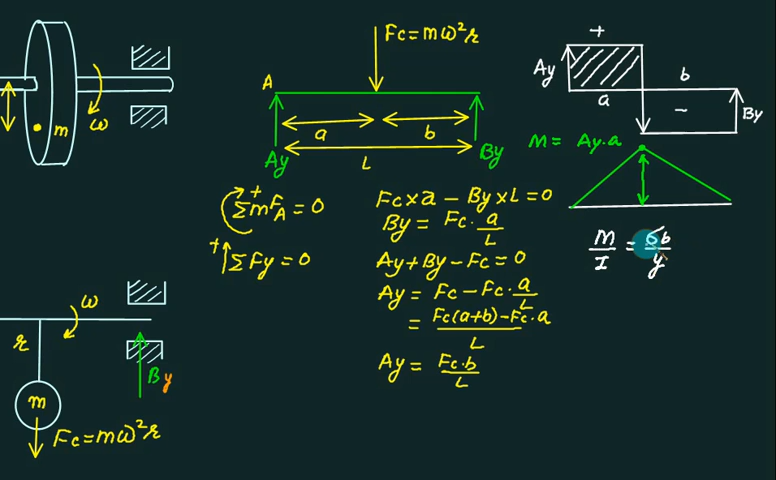 m
ω
Fc = mω²r
A
a
b
L
Ay
By
+
Ay
a
b
−
By
M = Ay·a
+
ΣmF_A = 0
Fc×a − By×L = 0
By = Fc·a/L
+↑ΣFy = 0
Ay + By − Fc = 0
Ay = Fc − Fc·a/L
= Fc(a+b) − Fc·a / L
Ay = Fc·b/L
M/I = σb/y
ω
r
m
By
Fc = mω²r